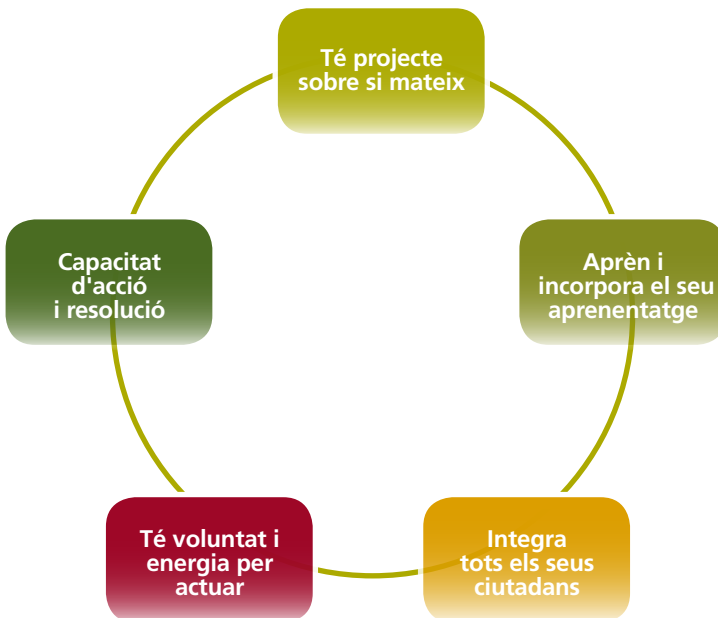 Té projecte
sobre si mateix
Aprèn i
incorpora el seu
aprenentatge
Integra
tots els seus
ciutadans
Té voluntat i
energia per
actuar
Capacitat
d'acció
i resolució